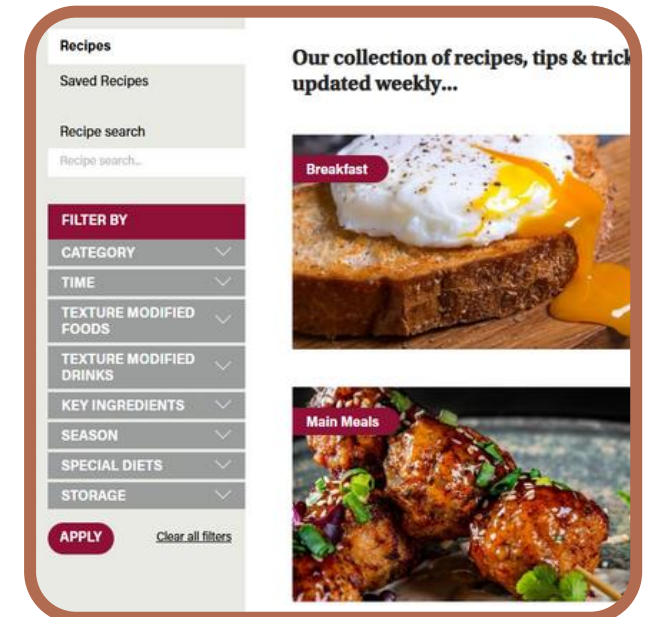 Recipes
Saved Recipes
Recipe search
Recipe search...
FILTER BY
CATEGORY
TIME
TEXTURE MODIFIED
FOODS
TEXTURE MODIFIED
DRINKS
KEY INGREDIENTS
SEASON
SPECIAL DIETS
STORAGE
APPLY
Clear all filters
Our collection of recipes, tips & trick
updated weekly...
Breakfast
Main Meals